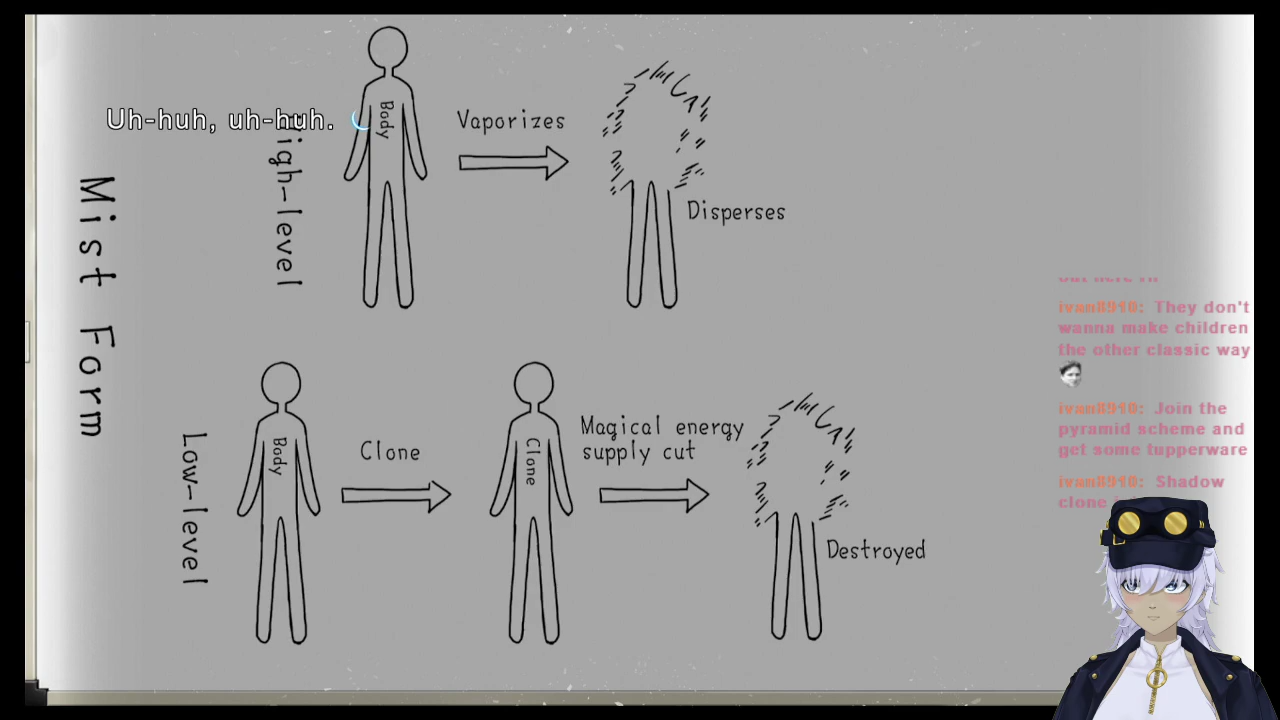 Uh-huh, uh-huh.
Mist Form
High-level
Body
Vaporizes
Disperses
Low-level
Body
Clone
Clone
Magical energy
supply cut
Destroyed
ivan8910: They don't
wanna make children
the other classic way
ivan8910: Join the
pyramid scheme and
get some tupperware
ivan8910: Shadow
clone